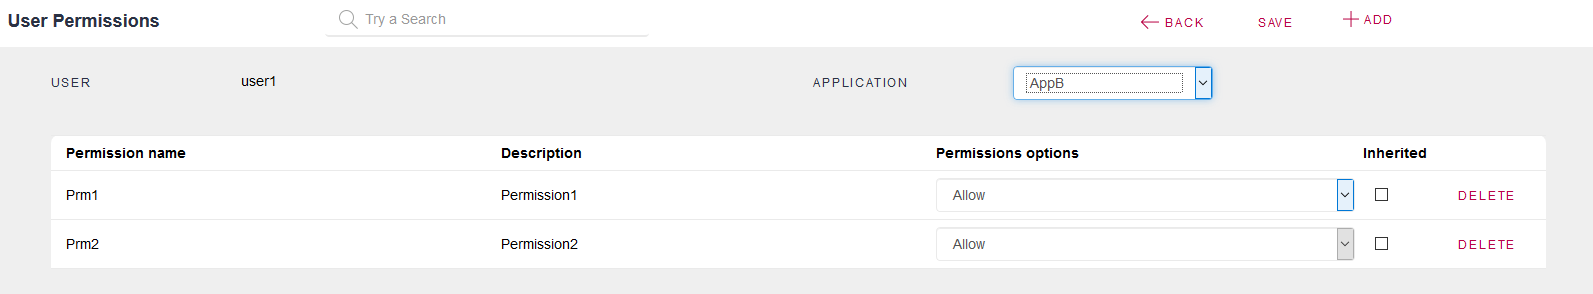 User Permissions Try a Search BACK SAVE ADD
USER user1 APPLICATION AppB
Permission name Description Permissions options Inherited
Prm1 Permission1 Allow DELETE
Prm2 Permission2 Allow DELETE